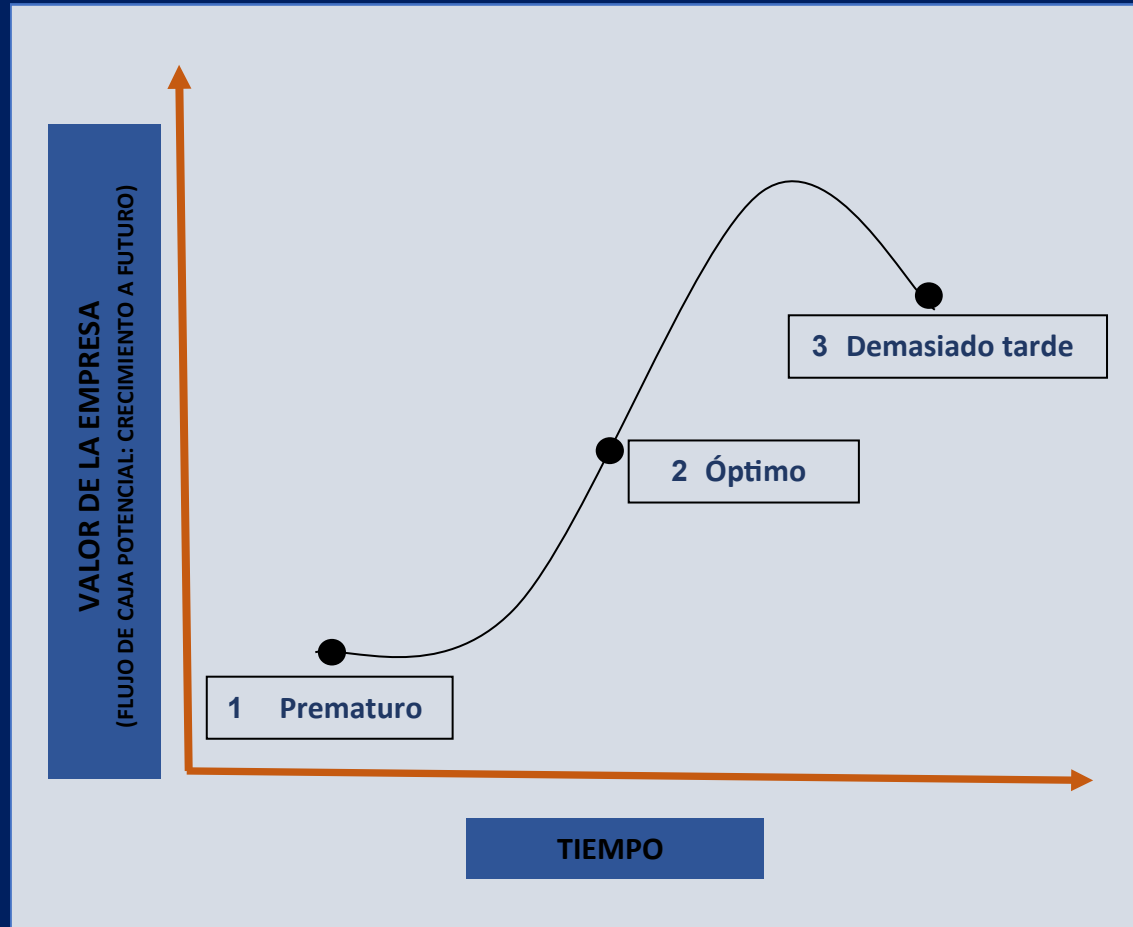 VALOR DE LA EMPRESA
(FLUJO DE CAJA POTENCIAL: CRECIMIENTO A FUTURO)
3 Demasiado tarde
2 Óptimo
1 Prematuro
TIEMPO